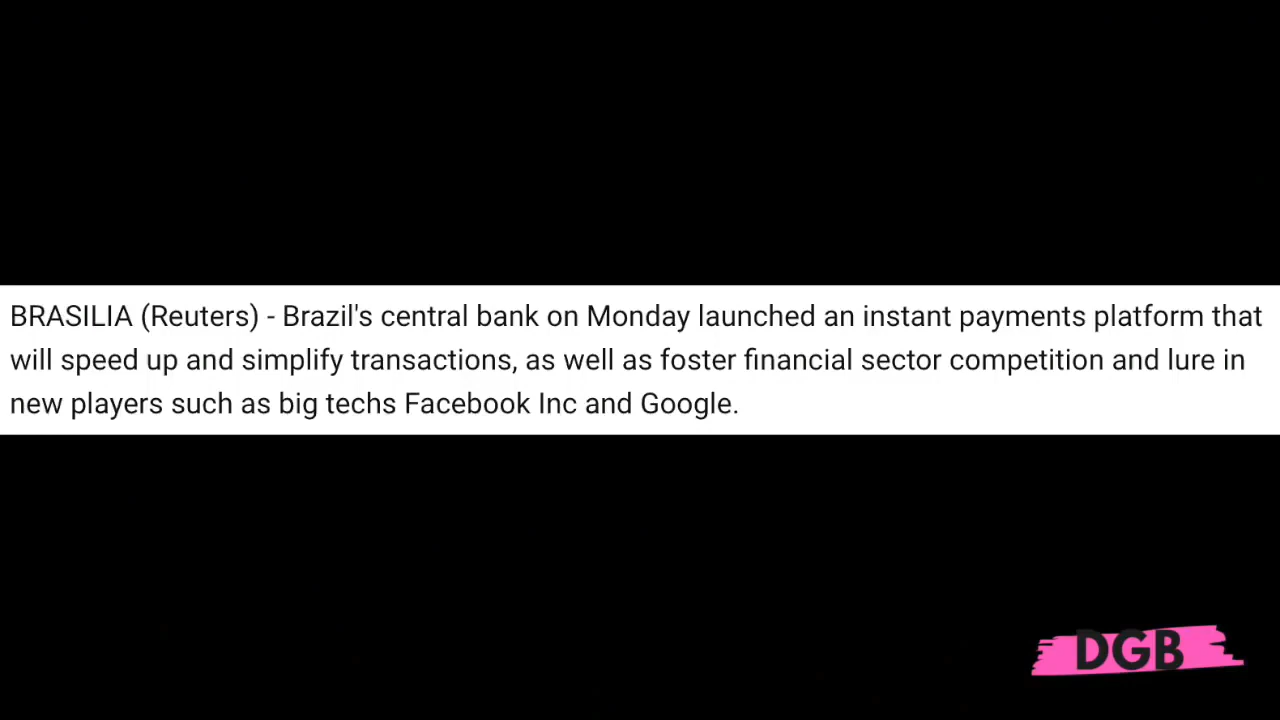 BRASILIA (Reuters) - Brazil's central bank on Monday launched an instant payments platform that
will speed up and simplify transactions, as well as foster financial sector competition and lure in
new players such as big techs Facebook Inc and Google.
DGB